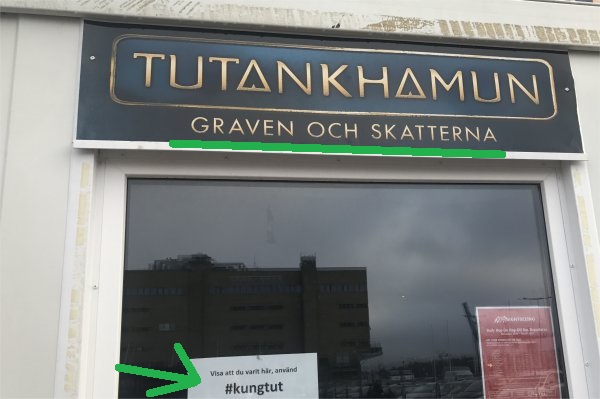 TUTANKHAMUN
GRAVEN OCH SKATTERNA
Visa att du varit här, använd
#kungtut